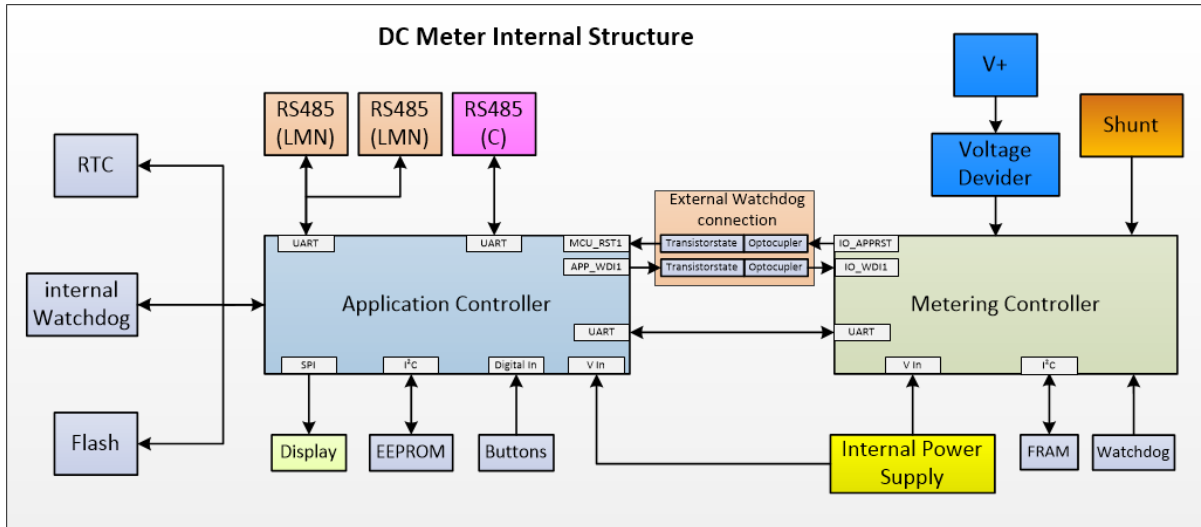 DC Meter Internal Structure
V+
RS485
(LMN)
RS485
(LMN)
RS485
(C)
Shunt
RTC
Voltage
Devider
External Watchdog
connection
UART
UART
MCU_RST1
Transistorstate
Optocupler
IO_APPRST
APP_WDI1
Transistorstate
Optocupler
IO_WDI1
internal
Watchdog
Application Controller
Metering Controller
UART
UART
SPI
I²C
Digital In
V In
V In
I²C
Flash
Display
EEPROM
Buttons
Internal Power
Supply
FRAM
Watchdog